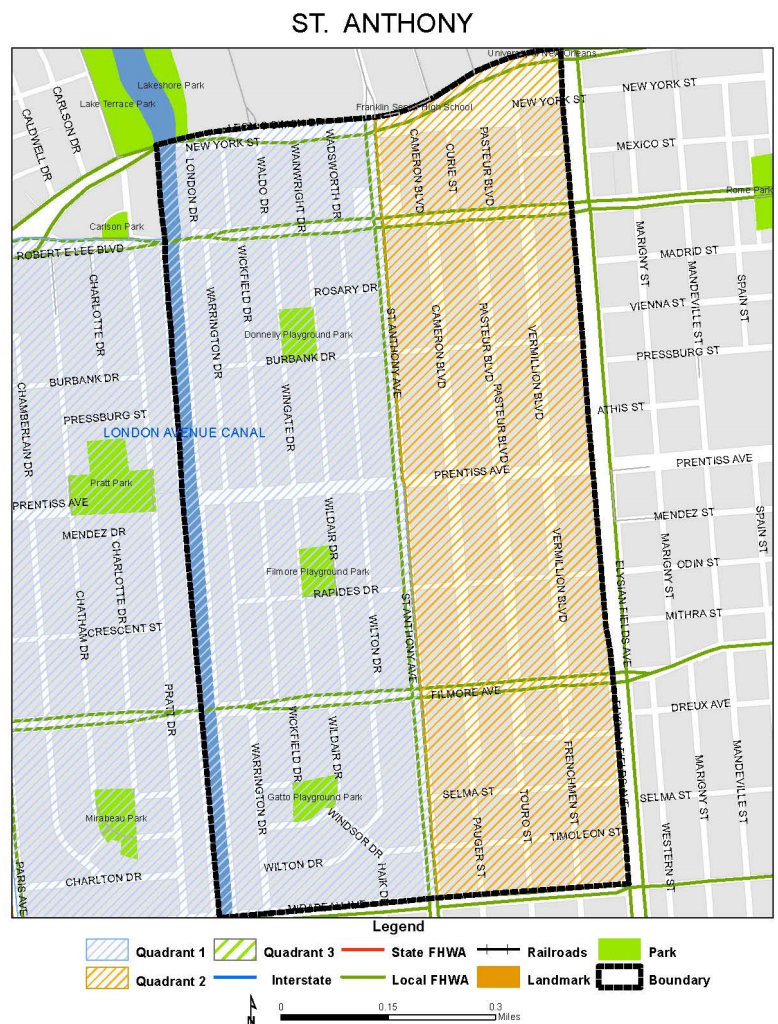 ST. ANTHONY
University of New Orleans
Lakeshore Park
Lake Terrace Park
CARLSON DR
CALDWELL DR
Franklin Senior High School
NEW YORK ST
NEW YORK ST
NEW YORK ST
MEXICO ST
LONDON DR
WALDO DR
WAINWRIGHT DR
WADSWORTH DR
CAMERON BLVD
CURIE ST
PASTEUR BLVD
Rome Park
Carlson Park
ROBERT E LEE BLVD
MARIGNY ST
MADRID ST
MANDEVILLE ST
SPAIN ST
VIENNA ST
CHARLOTTE DR
WICKFIELD DR
WARRINGTON DR
ROSARY DR
Donnelly Playground Park
BURBANK DR
ST ANTHONY AVE
CAMERON BLVD
PASTEUR BLVD
VERMILLION BLVD
PRESSBURG ST
BURBANK DR
CHAMBERLAIN DR
PRESSBURG ST
WINGATE DR
PASTEUR BLVD
ATHIS ST
LONDON AVENUE CANAL
PRENTISS AVE
PRENTISS AVE
Pratt Park
PRENTISS AVE
MENDEZ DR
WILDAIR DR
MENDEZ ST
SPAIN ST
CHARLOTTE DR
VERMILLION BLVD
MARIGNY ST
Filmore Playground Park
ODIN ST
RAPIDES DR
ELYSIAN FIELDS AVE
CHATHAM DR
ST ANTHONY AVE
MITHRA ST
CRESCENT ST
WILTON DR
PRATT DR
FILMORE AVE
DREUX AVE
WICKFIELD DR
WILDAIR DR
ELYSIAN FIELDS AVE
WARRINGTON DR
FRENCHMEN ST
MARIGNY ST
MANDEVILLE ST
Gatto Playground Park
SELMA ST
SELMA ST
Mirabeau Park
WINDSOR DR
TOURO ST
PAUGER ST
TIMOLEON ST
WESTERN ST
WILTON DR
HAIK DR
PARIS AVE
CHARLTON DR
MIRABEAU AVE
Legend
Quadrant 1
Quadrant 3
State FHWA
Railroads
Park
Quadrant 2
Interstate
Local FHWA
Landmark
Boundary
N
0
0.15
0.3
Miles